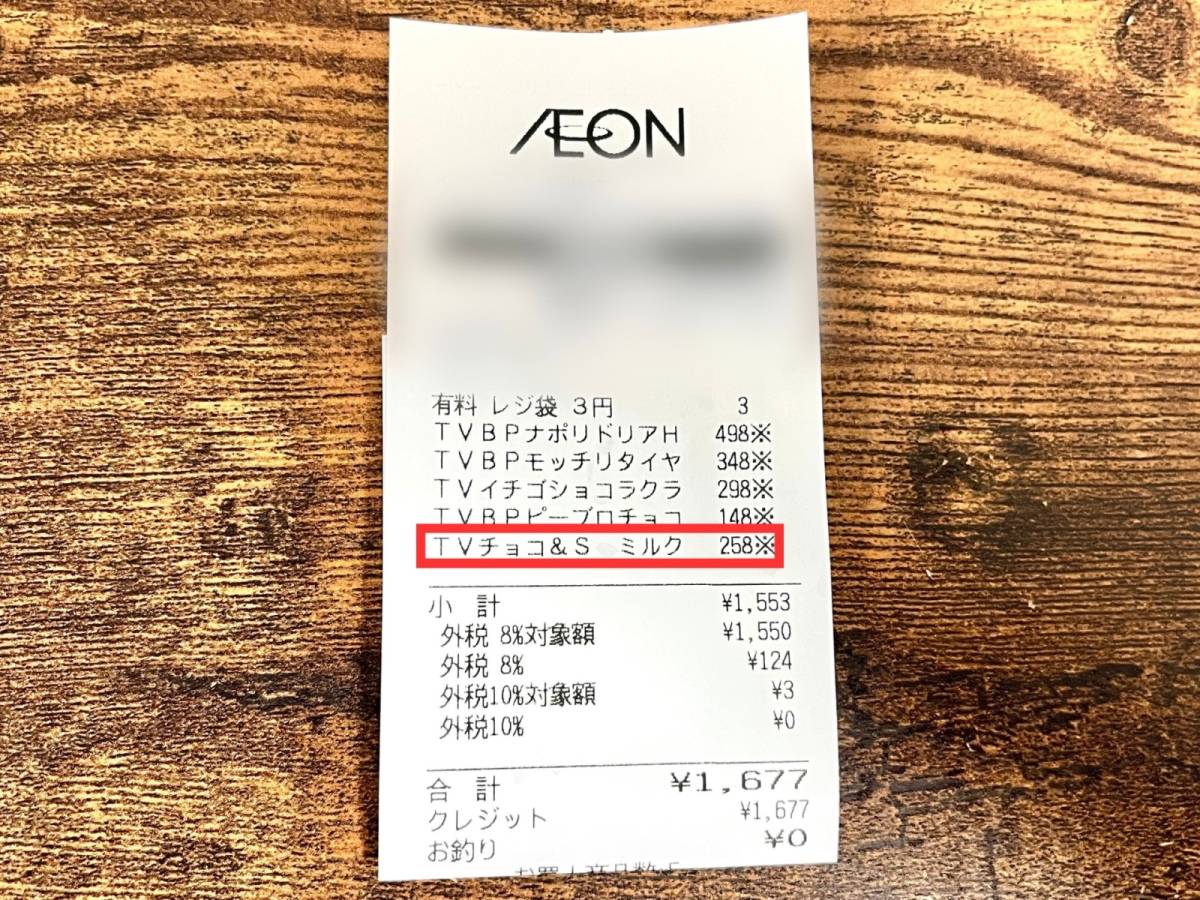 ÆON
有料 レジ袋 3円 3
TVBPナポリドリアH 498※
TVBPモッチリタイヤ 348※
TVイチゴショコラクラ 298※
TVBPピーブロチョコ 148※
TVチョコ&S ミルク 258※
小 計 ¥1,553
外税 8%対象額 ¥1,550
外税 8% ¥124
外税10%対象額 ¥3
外税10% ¥0
合 計 ¥1,677
クレジット ¥1,677
お釣り ¥0